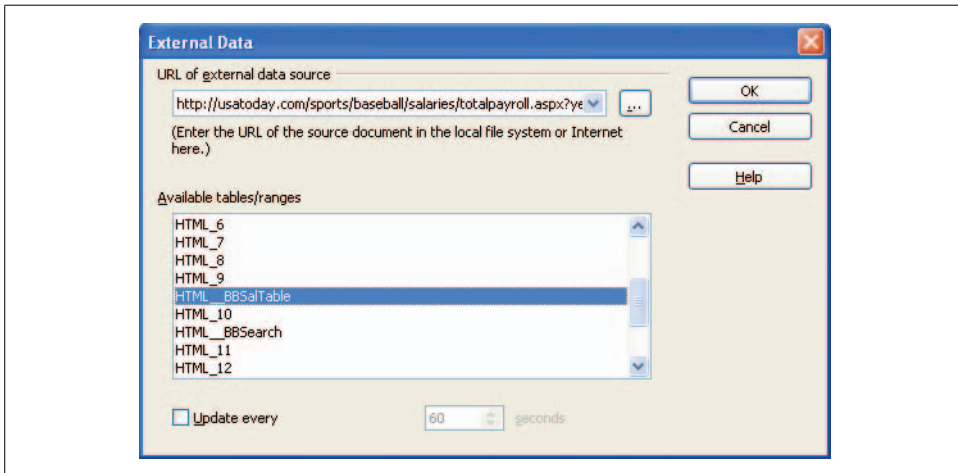 External Data
URL of external data source
http://usatoday.com/sports/baseball/salaries/totalpayroll.aspx?ye
...
(Enter the URL of the source document in the local file system or Internet
here.)
OK
Cancel
Help
Available tables/ranges
HTML_6
HTML_7
HTML_8
HTML_9
HTML__BBSalTable
HTML_10
HTML__BBSearch
HTML_11
HTML_12
Update every
60
seconds